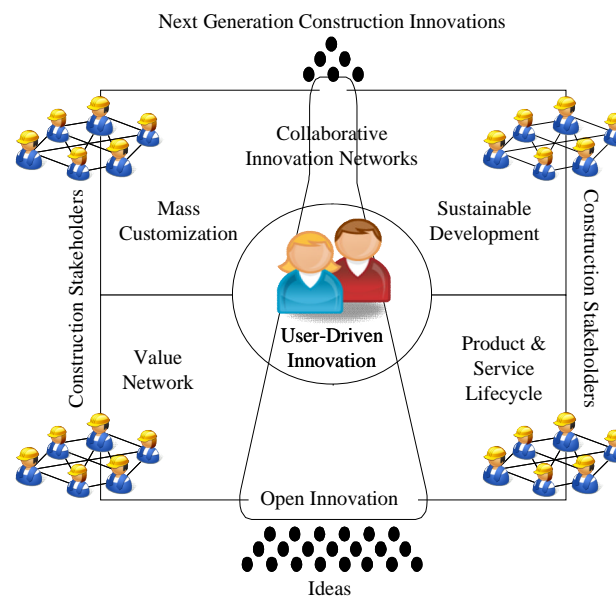 Next Generation Construction Innovations
Collaborative
Innovation Networks
Mass
Customization
Sustainable
Development
Construction Stakeholders
Construction Stakeholders
User-Driven
Innovation
Value
Network
Product &
Service
Lifecycle
Open Innovation
Ideas